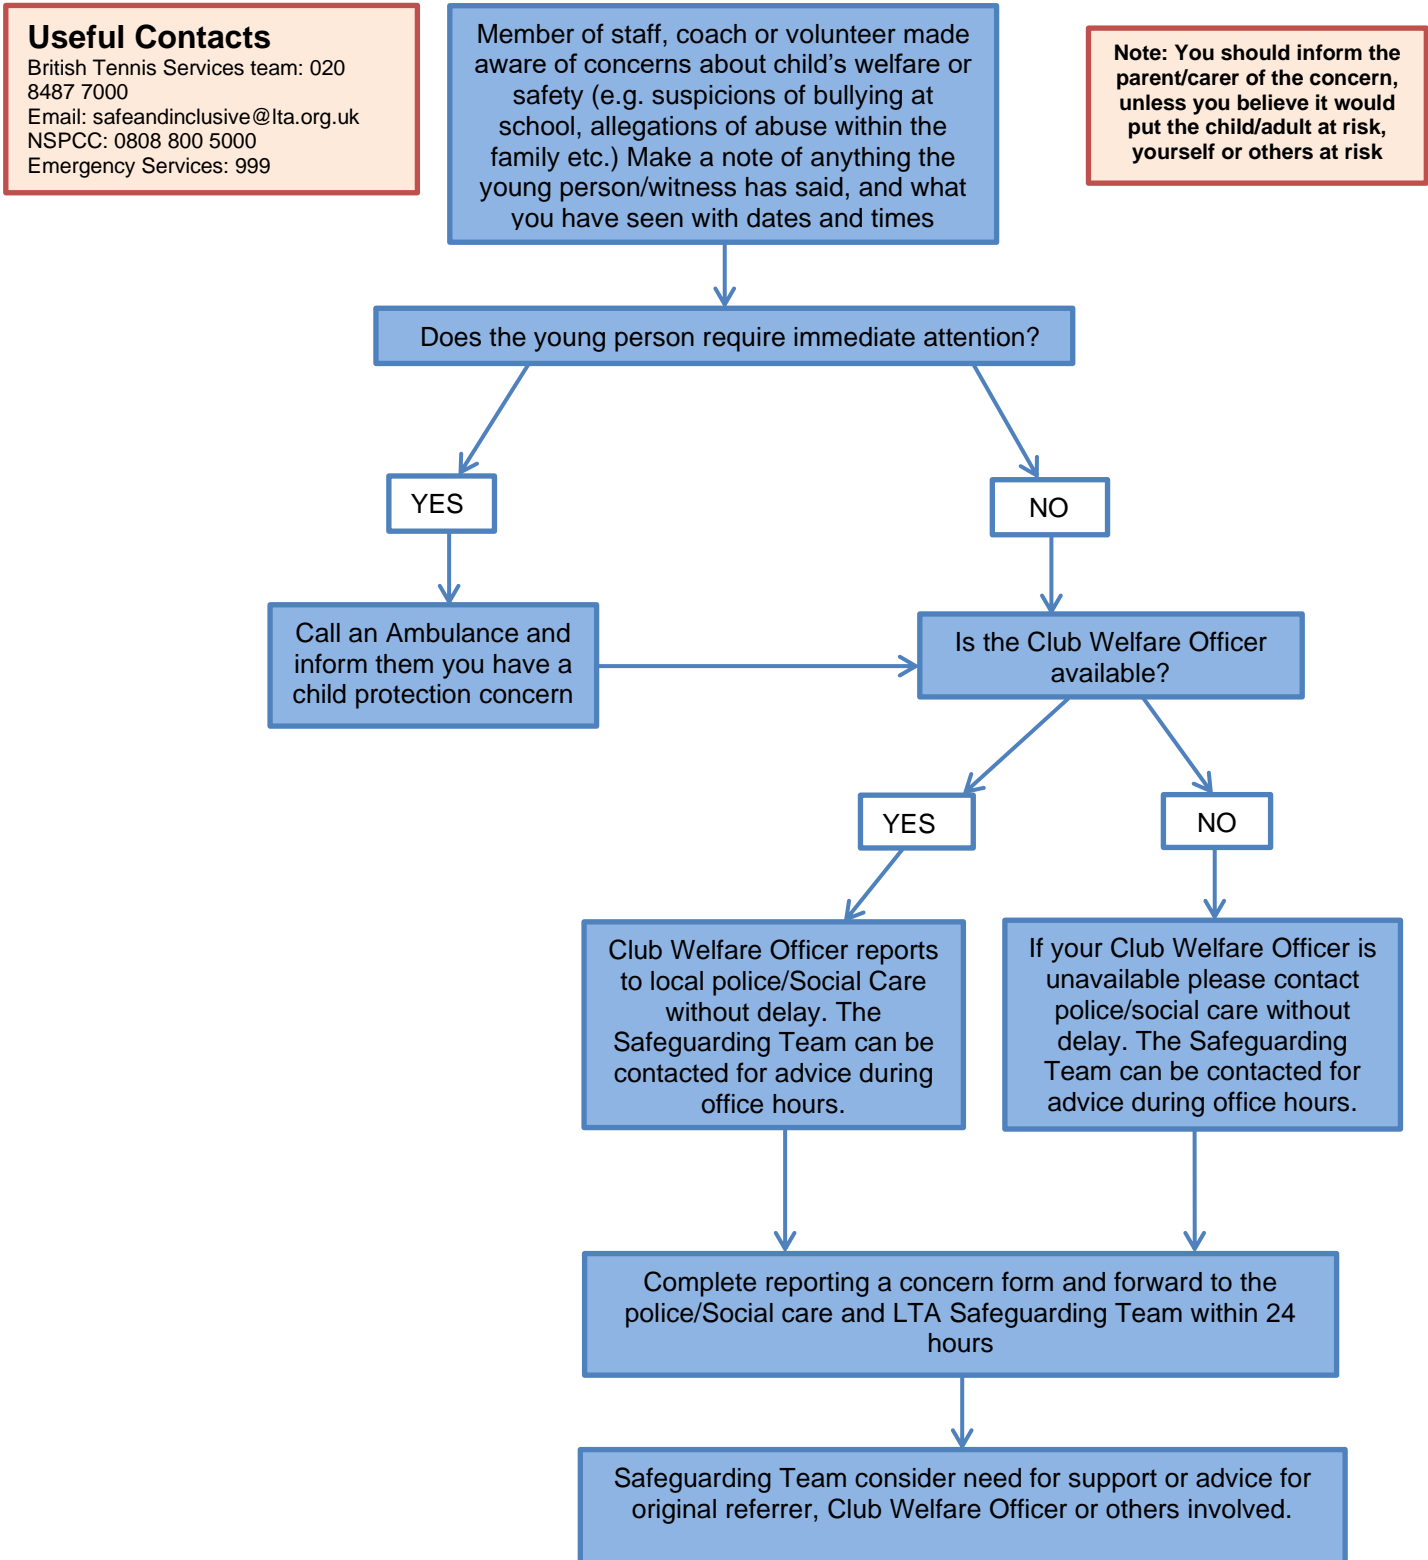 Useful Contacts
British Tennis Services team: 020
8487 7000
Email: safeandinclusive@lta.org.uk
NSPCC: 0808 800 5000
Emergency Services: 999
Member of staff, coach or volunteer made
aware of concerns about child's welfare or
safety (e.g. suspicions of bullying at
school, allegations of abuse within the
family etc.) Make a note of anything the
young person/witness has said, and what
you have seen with dates and times
Note: You should inform the
parent/carer of the concern,
unless you believe it would
put the child/adult at risk,
yourself or others at risk
Does the young person require immediate attention?
YES
NO
Call an Ambulance and
inform them you have a
child protection concern
Is the Club Welfare Officer
available?
YES
NO
Club Welfare Officer reports
to local police/Social Care
without delay. The
Safeguarding Team can be
contacted for advice during
office hours.
If your Club Welfare Officer is
unavailable please contact
police/social care without
delay. The Safeguarding
Team can be contacted for
advice during office hours.
Complete reporting a concern form and forward to the
police/Social care and LTA Safeguarding Team within 24
hours
Safeguarding Team consider need for support or advice for
original referrer, Club Welfare Officer or others involved.